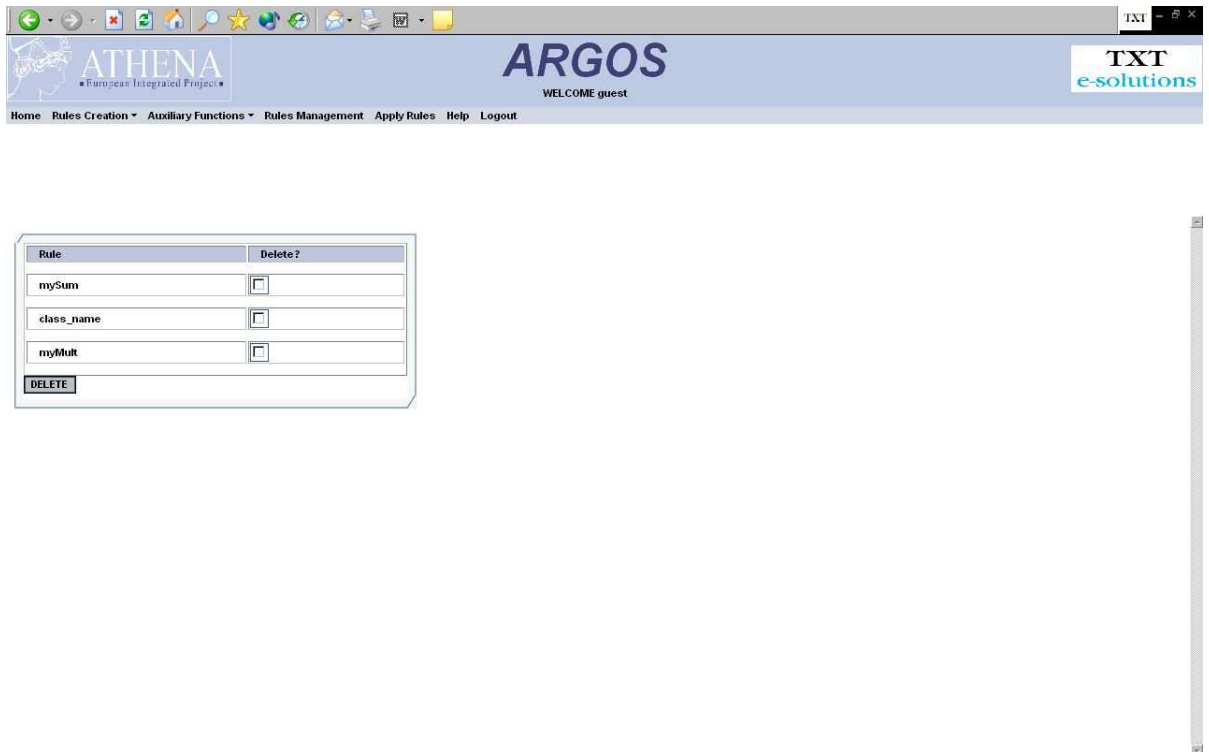 TXT
ATHENA
European Integrated Project
ARGOS
WELCOME guest
TXT
e-solutions
Home Rules Creation Auxiliary Functions Rules Management Apply Rules Help Logout
Rule Delete?
mySum
class_name
myMult
DELETE